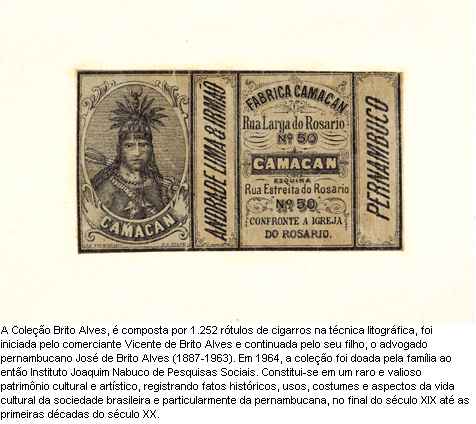 CAMACAN
ANDRADE LIMA & IRMÃO
FABRICA CAMACAN
Rua Larga do Rosario
Nº 50
CAMACAN
ESQUINA
Rua Estreita do Rosario
Nº 50
CONFRONTE A IGREJA
DO ROSARIO.
PERNAMBUCO
A Coleção Brito Alves, é composta por 1.252 rótulos de cigarros na técnica litográfica, foi
iniciada pelo comerciante Vicente de Brito Alves e continuada pelo seu filho, o advogado
pernambucano José de Brito Alves (1887-1963). Em 1964, a coleção foi doada pela família ao
então Instituto Joaquim Nabuco de Pesquisas Sociais. Constitui-se em um raro e valioso
patrimônio cultural e artístico, registrando fatos históricos, usos, costumes e aspectos da vida
cultural da sociedade brasileira e particularmente da pernambucana, no final do século XIX até as
primeiras décadas do século XX.